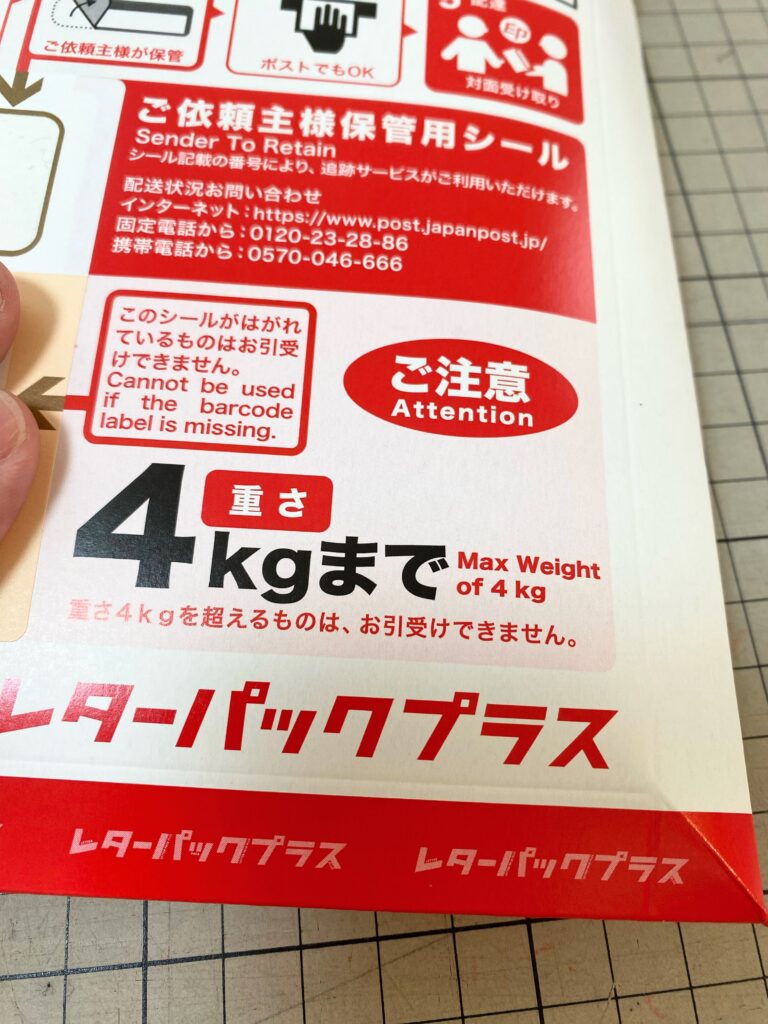 ご依頼主様が保管
ポストでもOK
配達
対面受け取り
ご依頼主様保管用シール
Sender To Retain
シール記載の番号により、追跡サービスがご利用いただけます。
配送状況お問い合わせ
インターネット：https://www.post.japanpost.jp/
固定電話から：0120-23-28-86
携帯電話から：0570-046-666
このシールがはがれ
ているものはお引受
けできません。
Cannot be used
if the barcode
label is missing.
ご注意
Attention
重さ
4kgまで
Max Weight
of 4 kg
重さ4kgを超えるものは、お引受けできません。
レターパックプラス
レターパックプラス
レターパックプラス